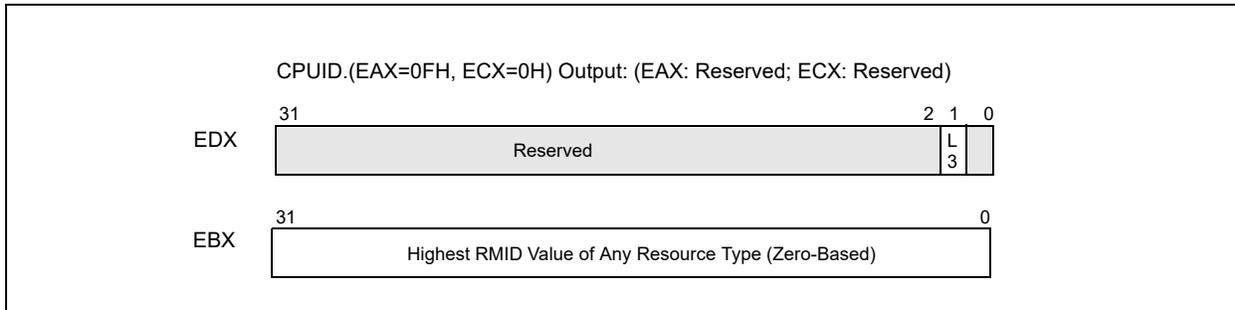 CPUID.(EAX=0FH, ECX=0H) Output: (EAX: Reserved; ECX: Reserved)
31 2 1 0
EDX Reserved L
3
31 0
EBX Highest RMID Value of Any Resource Type (Zero-Based)